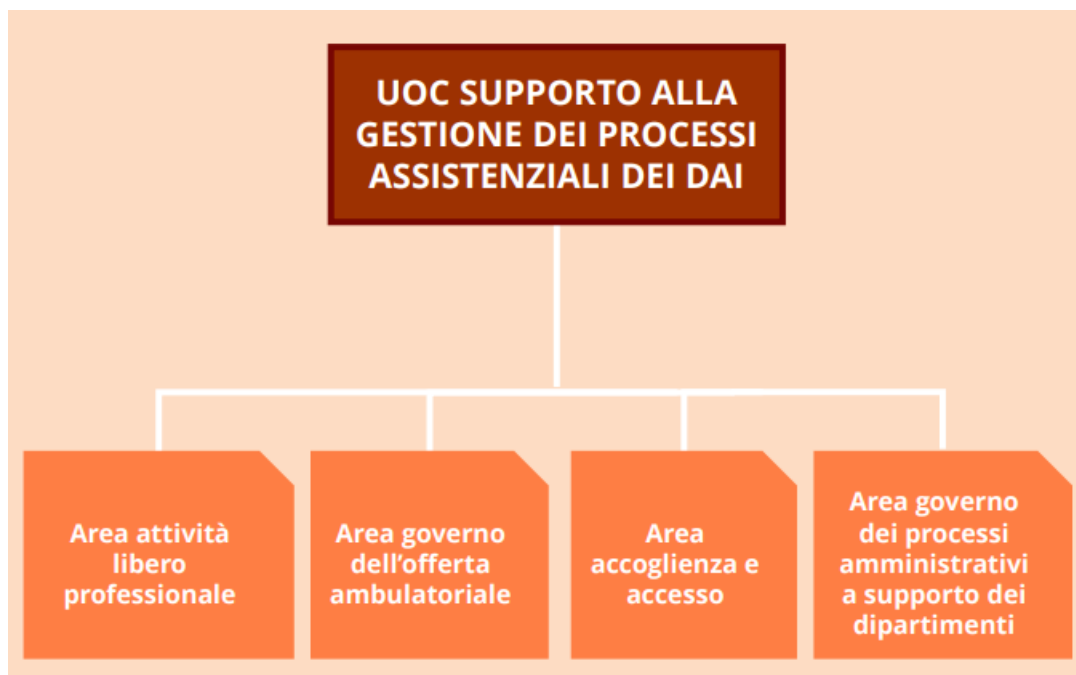 UOC SUPPORTO ALLA
GESTIONE DEI PROCESSI
ASSISTENZIALI DEI DAI
Area attività
libero
professionale
Area governo
dell’offerta
ambulatoriale
Area
accoglienza e
accesso
Area governo
dei processi
amministrativi
a supporto dei
dipartimenti